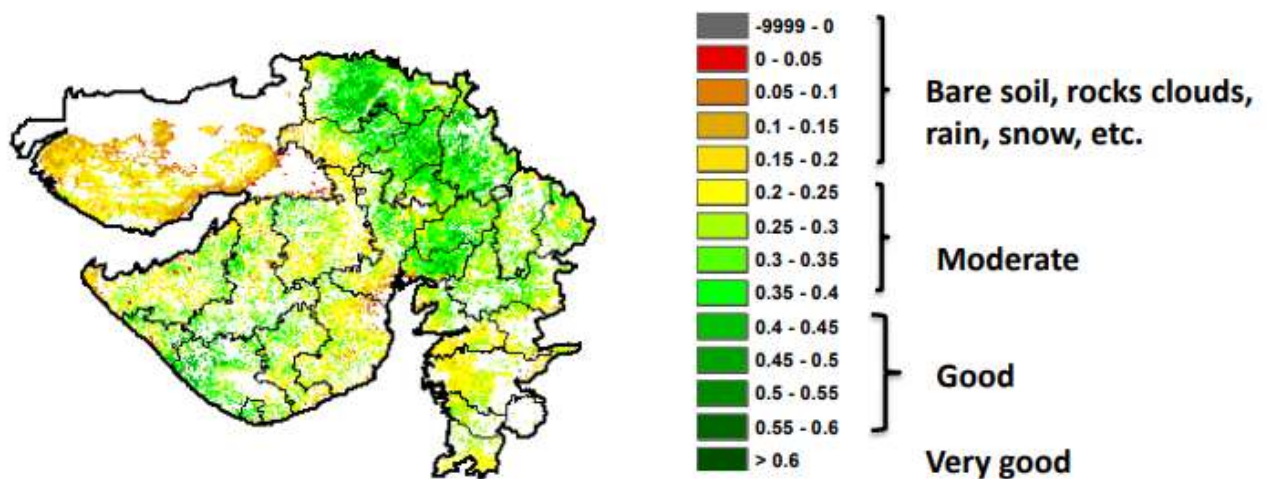 -9999 - 0
0 - 0.05
0.05 - 0.1
0.1 - 0.15
0.15 - 0.2
Bare soil, rocks clouds,
rain, snow, etc.
0.2 - 0.25
0.25 - 0.3
0.3 - 0.35
0.35 - 0.4
Moderate
0.4 - 0.45
0.45 - 0.5
0.5 - 0.55
0.55 - 0.6
Good
> 0.6
Very good